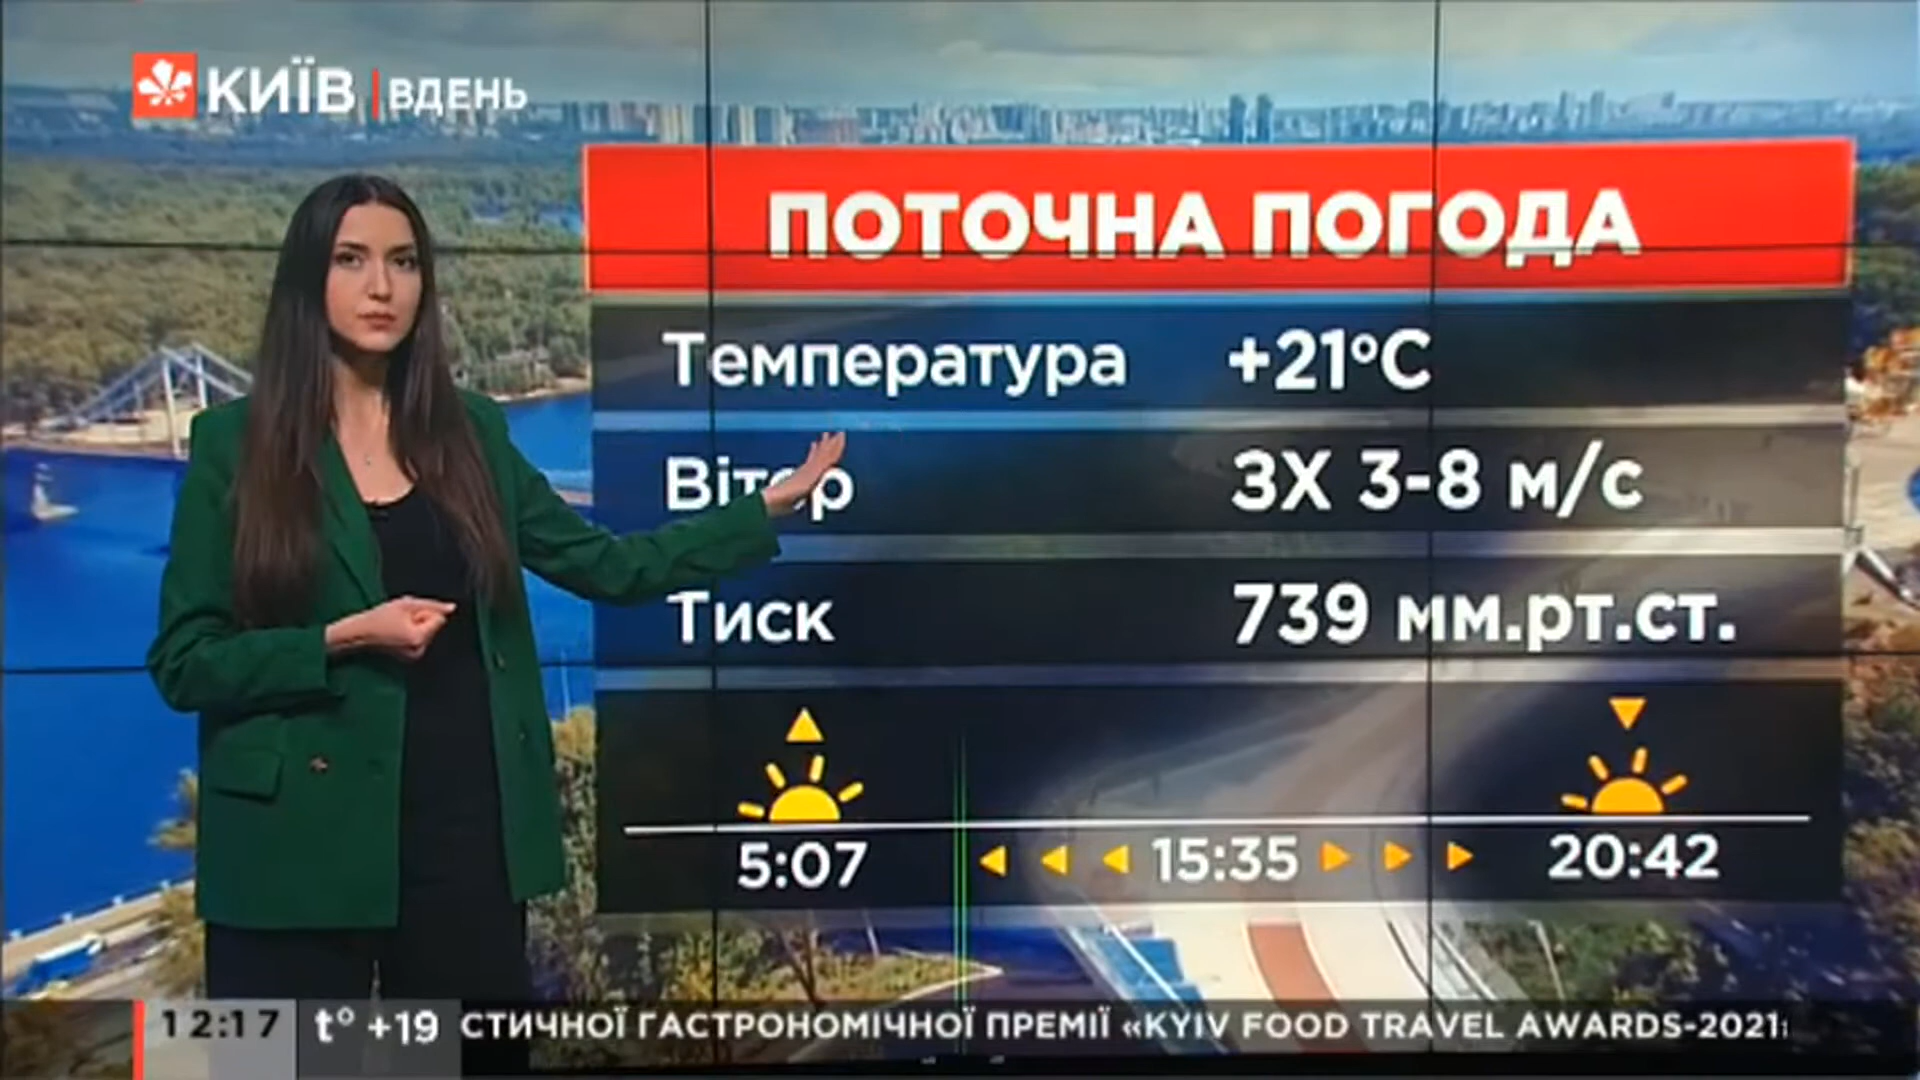 КИЇВ | ВДЕНЬ
ПОТОЧНА ПОГОДА
Температура +21°C
Вітер ЗХ 3-8 м/с
Тиск 739 мм.рт.ст.
5:07 15:35 20:42
12:17 t° +19 СТИЧНОЇ ГАСТРОНОМІЧНОЇ ПРЕМІЇ «KYIV FOOD TRAVEL AWARDS-2021